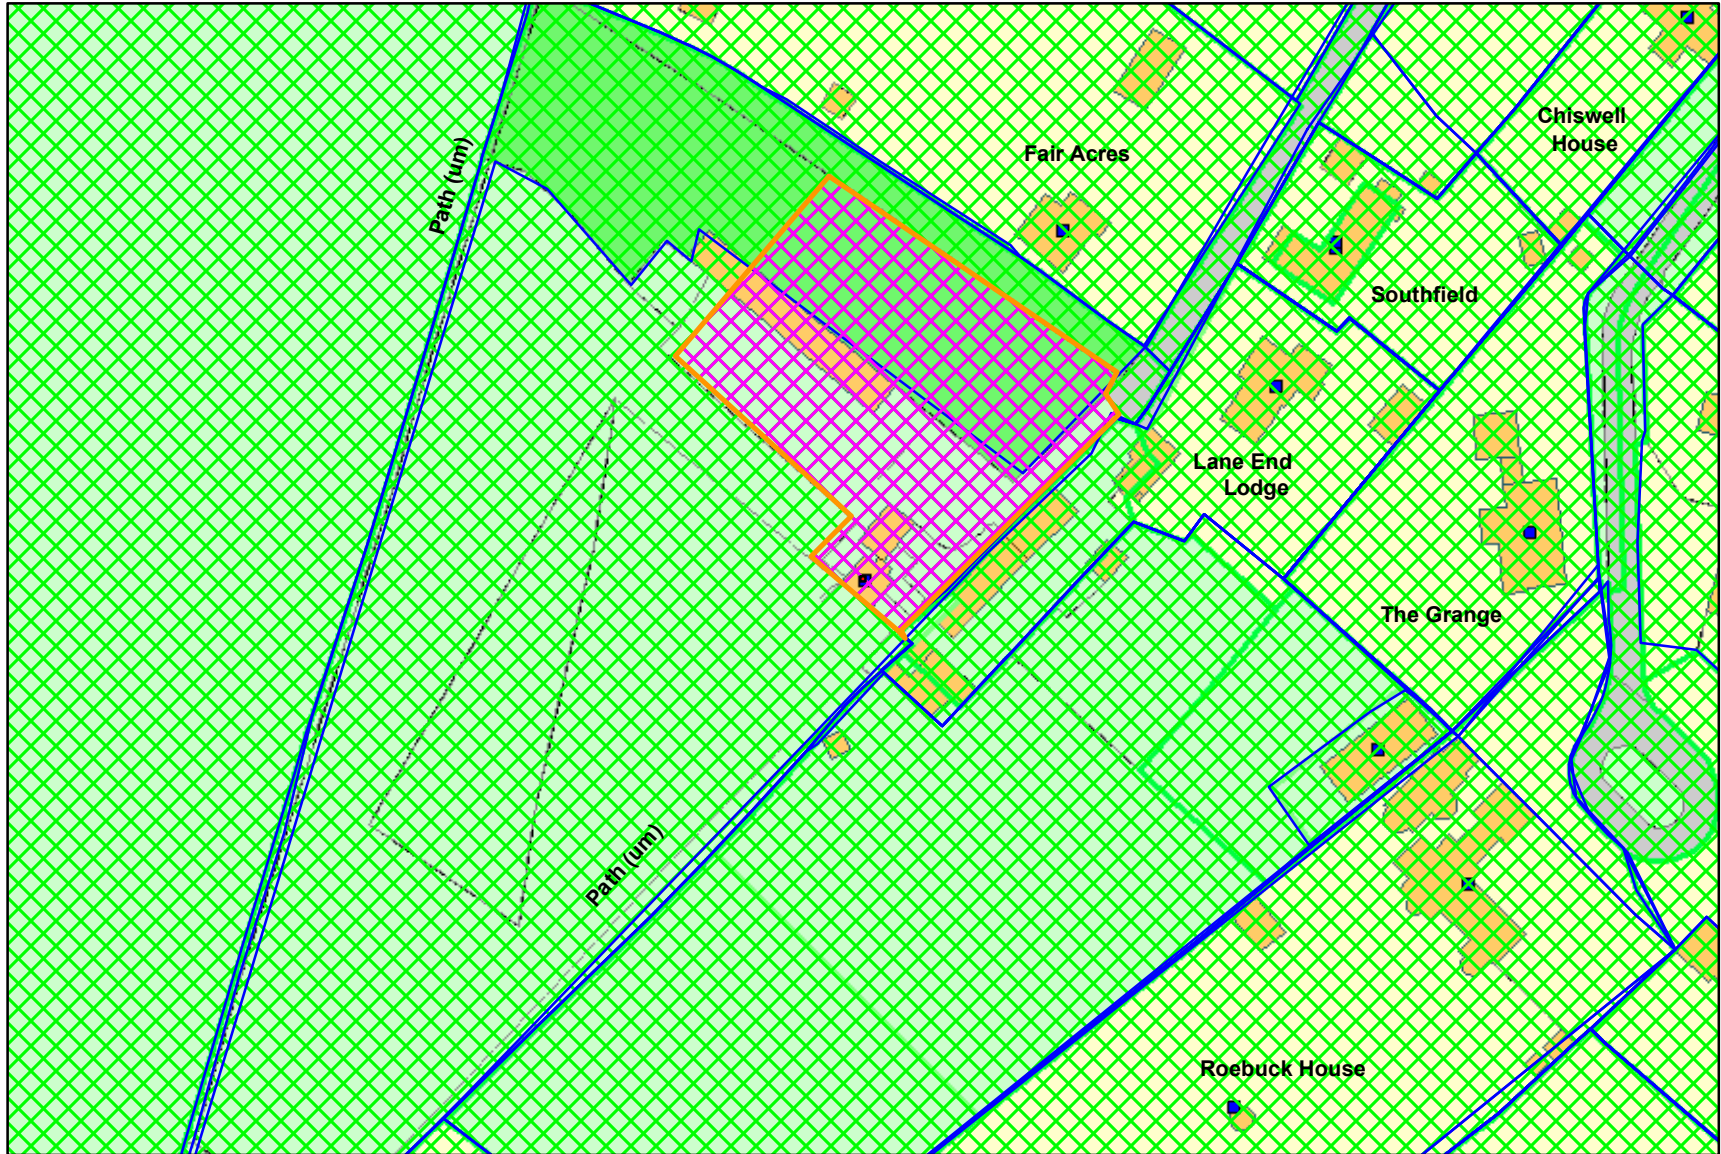 Chiswell
House
Path (um)
Fair Acres
Southfield
Lane End
Lodge
The Grange
Path (um)
Roebuck House